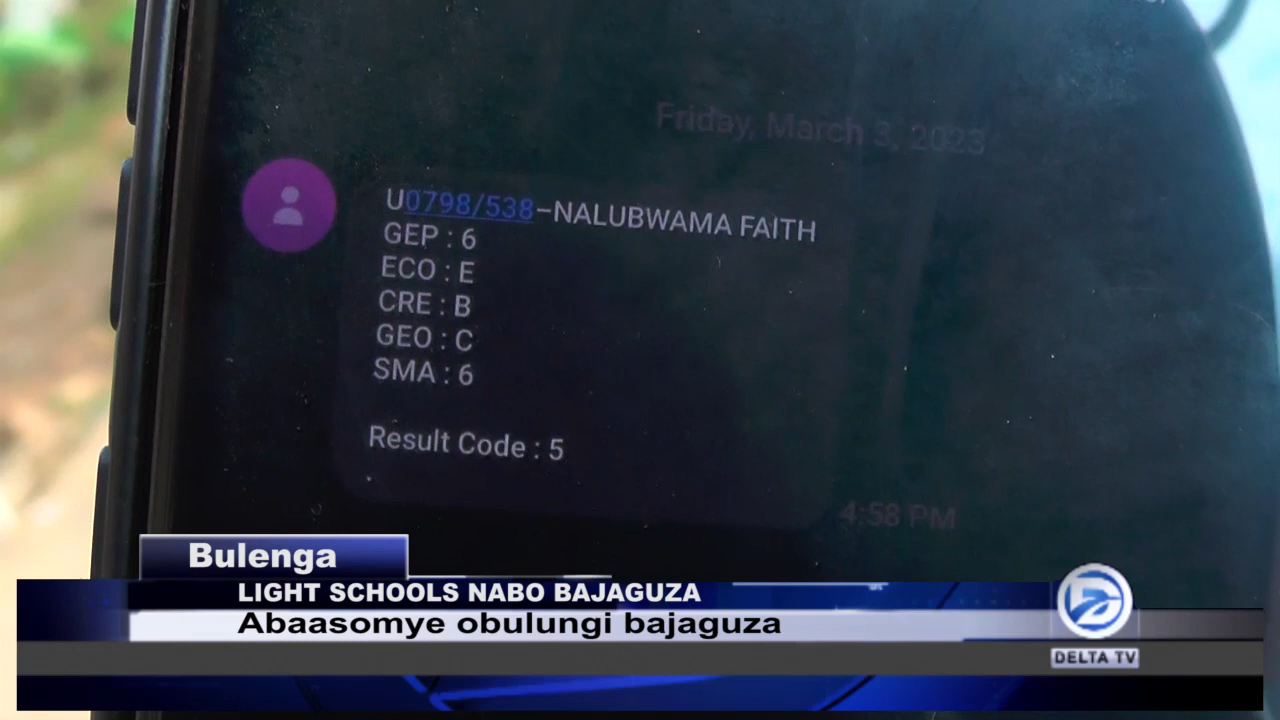 Friday, March 3, 2023
U0798/538-NALUBWAMA FAITH
GEP : 6
ECO : E
CRE : B
GEO : C
SMA : 6
Result Code : 5
4:58 PM
Bulenga
LIGHT SCHOOLS NABO BAJAGUZA
Abaasomye obulungi bajaguza
DELTA TV